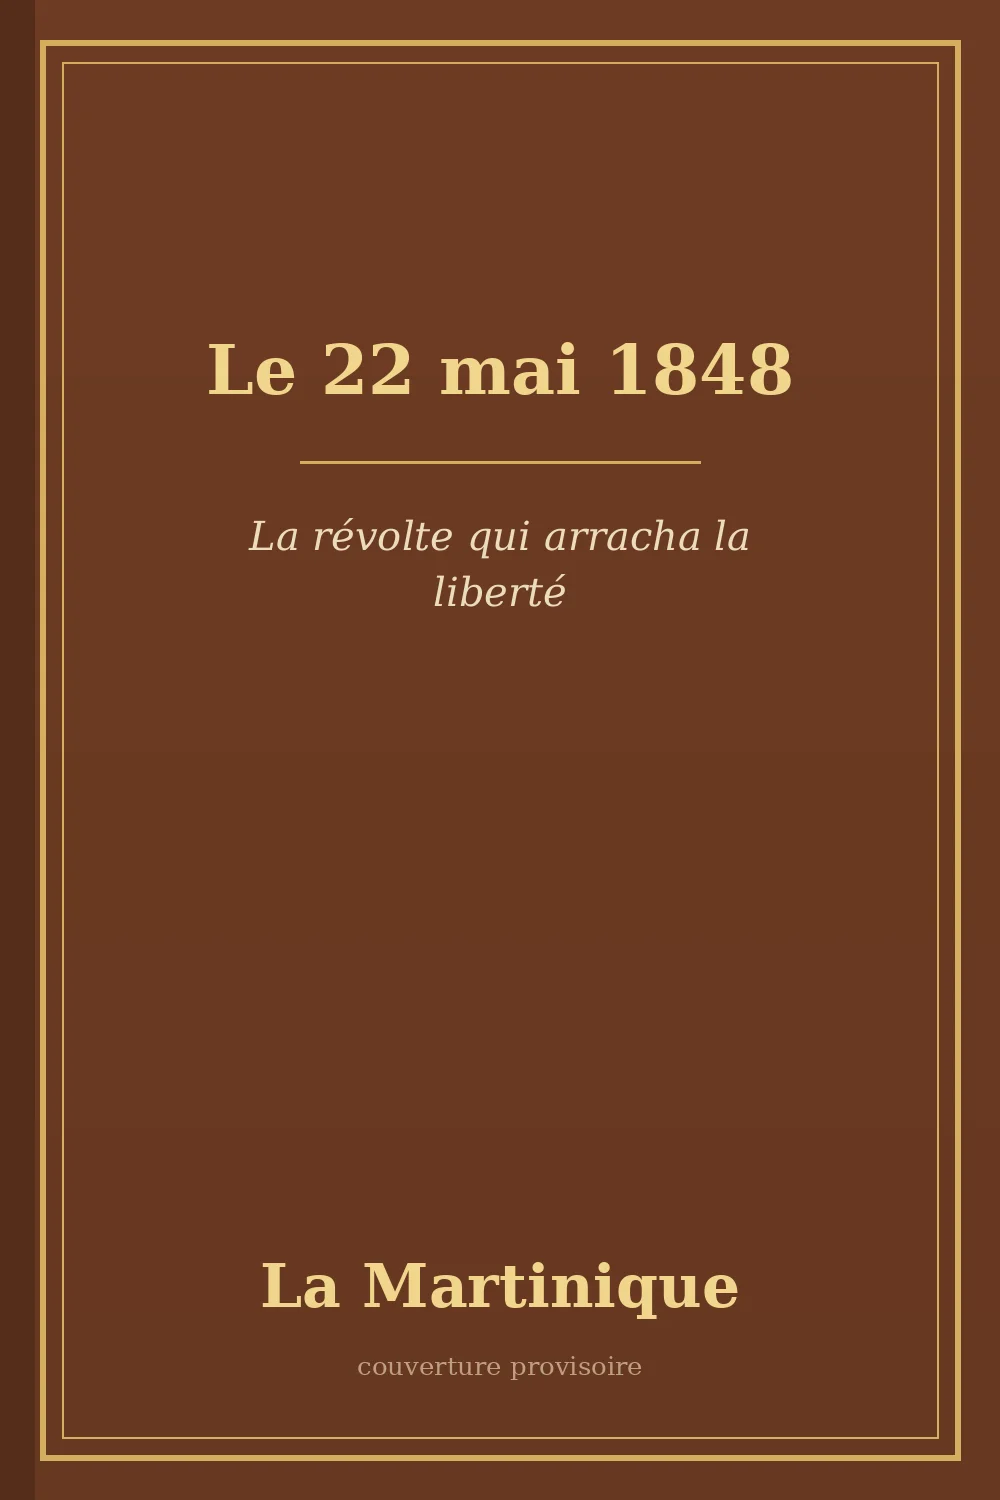 Le 22 mai 1848
La révolte qui arracha la
liberté
La Martinique
couverture provisoire